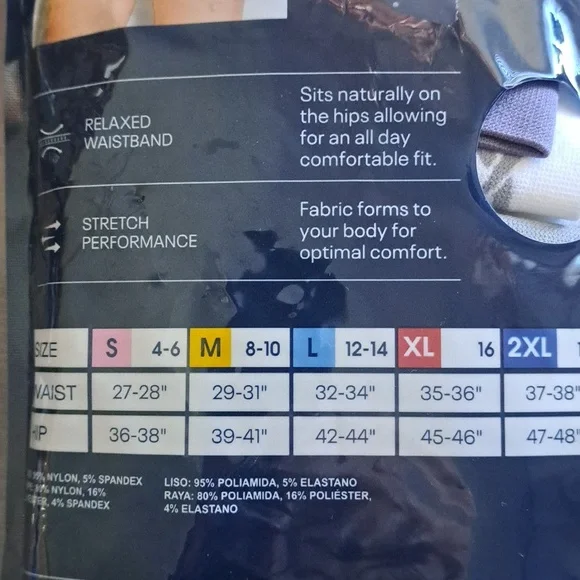 RELAXED
WAISTBAND
Sits naturally on
the hips allowing
for an all day
comfortable fit.
STRETCH
PERFORMANCE
Fabric forms to
your body for
optimal comfort.
SIZE S 4-6 M 8-10 L 12-14 XL 16 2XL
WAIST 27-28" 29-31" 32-34" 35-36" 37-38"
HIP 36-38" 39-41" 42-44" 45-46" 47-48"
NYLON, 5% SPANDEX
NYLON, 16%
4% SPANDEX
LISO: 95% POLIAMIDA, 5% ELASTANO
RAYA: 80% POLIAMIDA, 16% POLIÉSTER,
4% ELASTANO